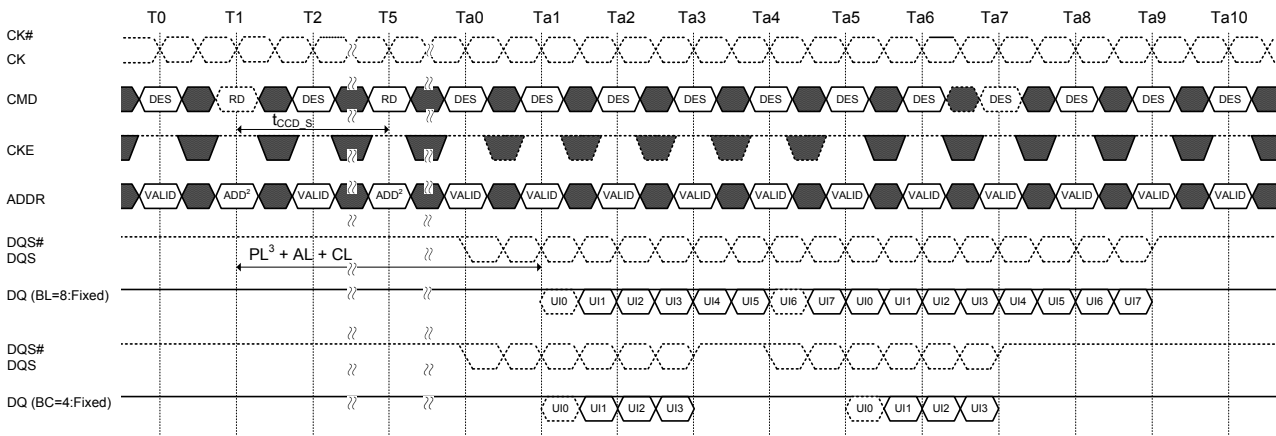 T0 T1 T2 T5 Ta0 Ta1 Ta2 Ta3 Ta4 Ta5 Ta6 Ta7 Ta8 Ta9 Ta10
CK#
CK
CMD DES RD DES RD DES DES DES DES DES DES DES DES DES DES DES
tCCD_S
CKE
ADDR VALID ADD² VALID ADD² VALID VALID VALID VALID VALID VALID VALID VALID VALID VALID VALID
DQS#
DQS
PL³ + AL + CL
DQ (BL=8:Fixed) UI0 UI1 UI2 UI3 UI4 UI5 UI6 UI7 UI0 UI1 UI2 UI3 UI4 UI5 UI6 UI7
DQS#
DQS
DQ (BC=4:Fixed) UI0 UI1 UI2 UI3 UI0 UI1 UI2 UI3